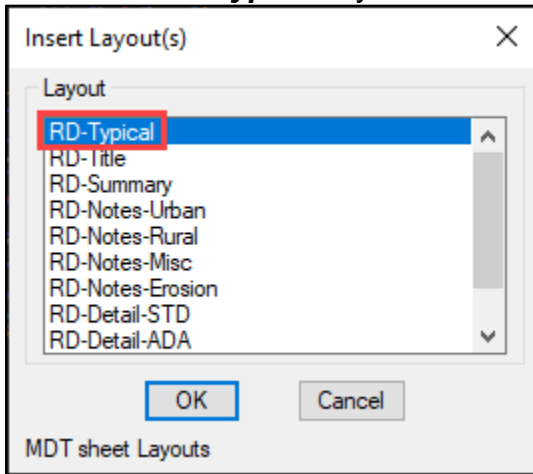 Insert Layout(s)
Layout
RD-Typical
RD-Title
RD-Summary
RD-Notes-Urban
RD-Notes-Rural
RD-Notes-Misc
RD-Notes-Erosion
RD-Detail-STD
RD-Detail-ADA
OK Cancel
MDT sheet Layouts